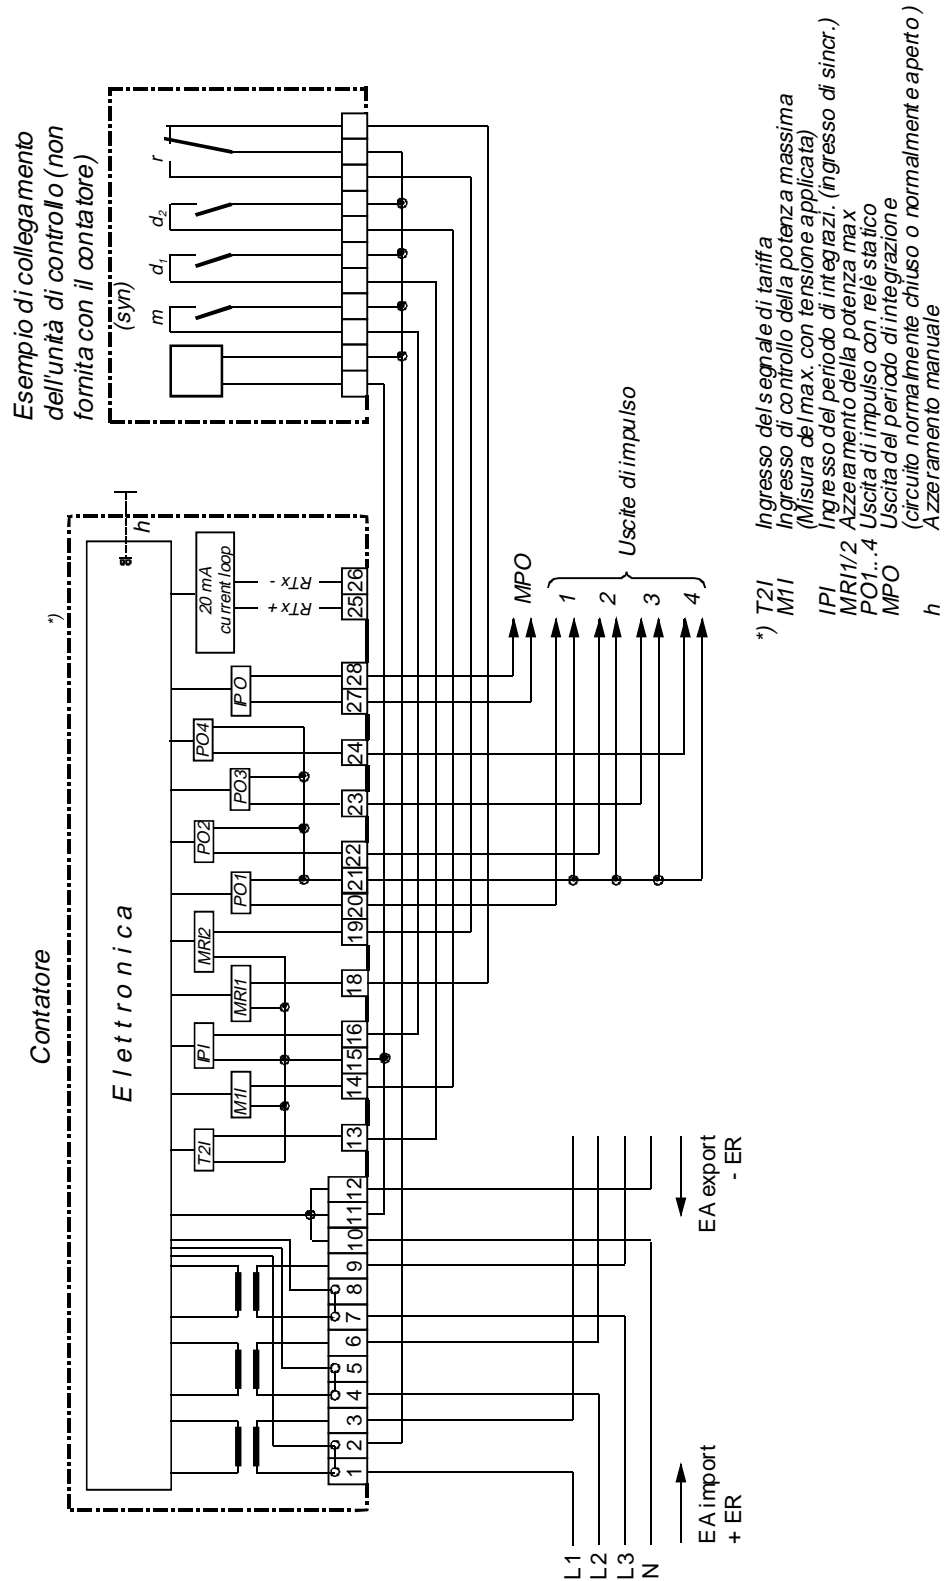 Contatore
Esempio di collegamento
dell'unità di controllo (non
fornita con il contatore)
*)
(syn)
m
d1
d2
r
h
Elettronica
T2I
M1I
IPI
MRI1
MRI2
PO1
PO2
PO3
PO4
IPO
20 mA
current loop
RTx +
RTx -
1 2 3 4 5 6 7 8 9 10 11 12 13 14 15 16 18 19 20 21 22 23 24 27 28 25 26
MPO
1
2
3
4
Uscite di impulso
L1
L2
L3
N
EA import
+ ER
EA export
- ER
*) T2I Ingresso del segnale di tariffa
M1I Ingresso di controllo della potenza massima
(Misura del max. con tensione applicata)
IPI Ingresso del periodo di integrazi. (ingresso di sincr.)
MRI1/2 Azzeramento della potenza max
PO1...4 Uscita di impulso con relè statico
MPO Uscita del periodo di integrazione
(circuito normalmente chiuso o normalmente aperto)
h Azzeramento manuale